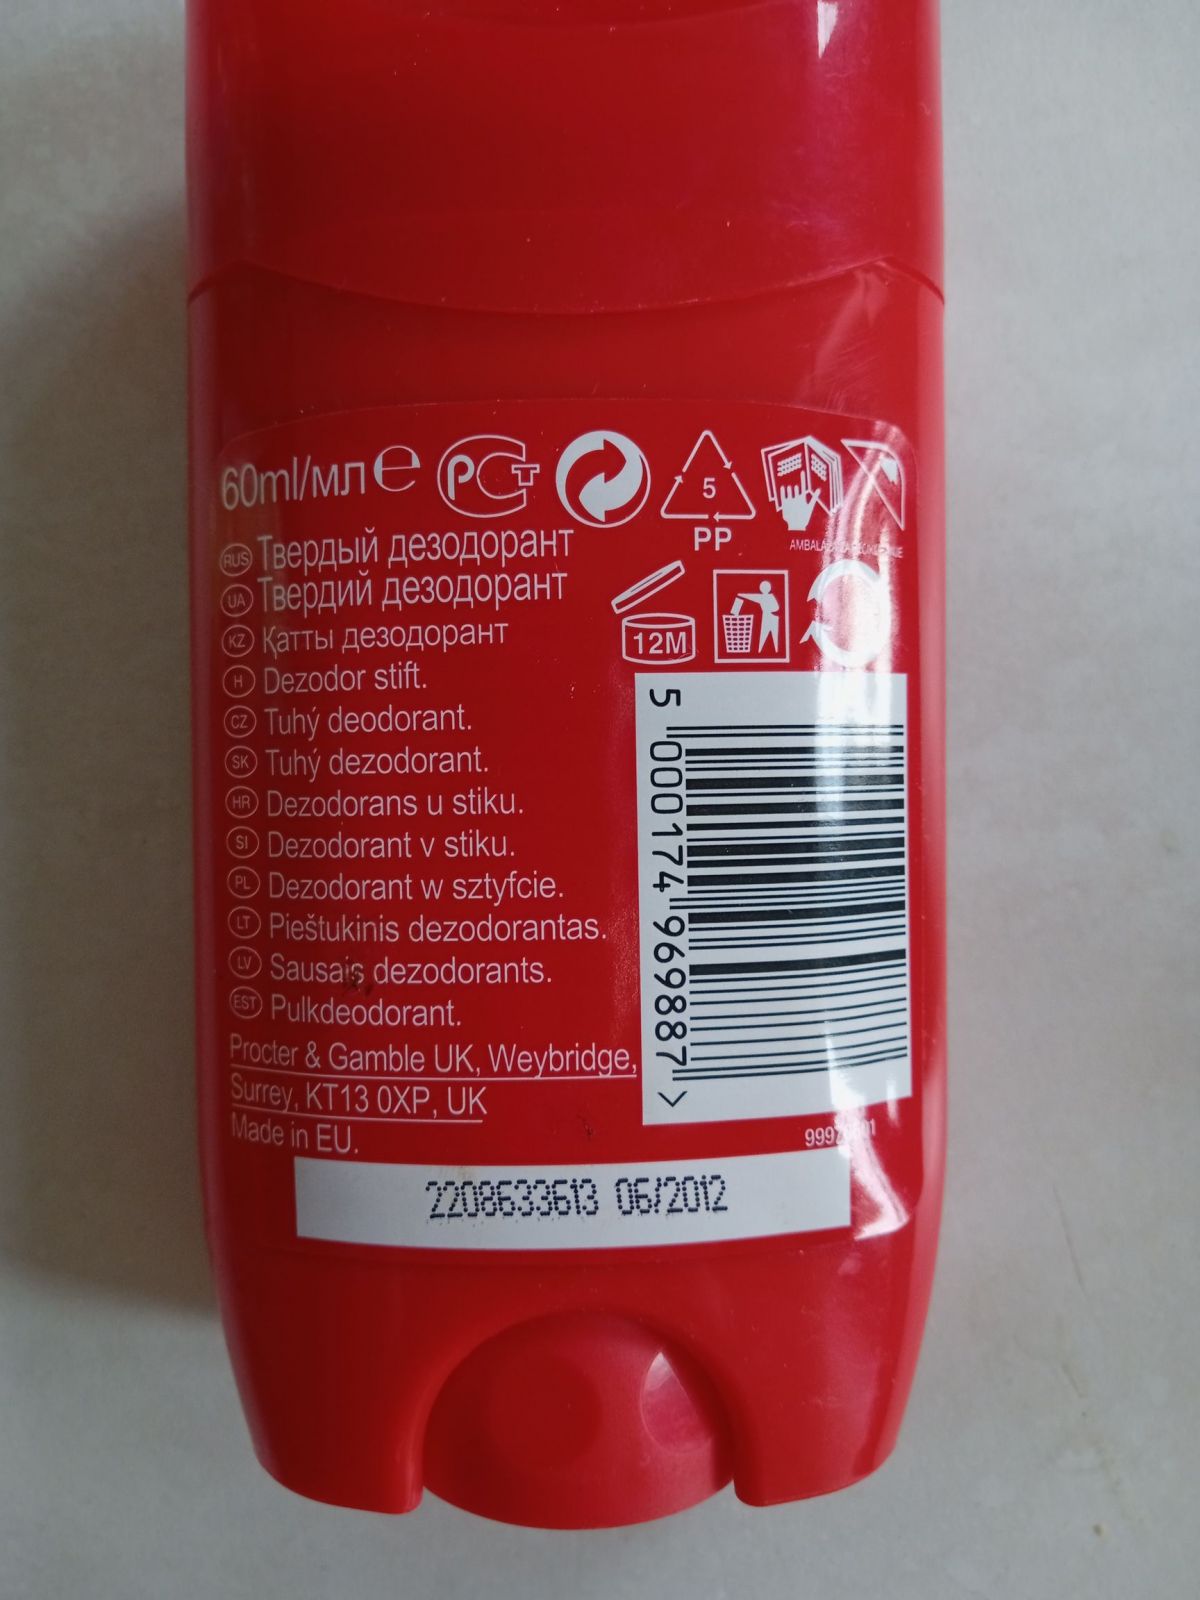 60ml/мл e РСТ
5
PP
RUS Твердый дезодорант
UA Твердий дезодорант
KZ Қатты дезодорант
H Dezodor stift.
CZ Tuhý deodorant.
SK Tuhý dezodorant.
HR Dezodorans u stiku.
SI Dezodorant v stiku.
PL Dezodorant w sztyfcie.
LT Pieštukinis dezodorantas.
LV Sausais dezodorants.
EST Pulkdeodorant.
12M
5 000174 969887 >
Procter & Gamble UK, Weybridge,
Surrey, KT13 0XP, UK
Made in EU.
2208633613 06/2012